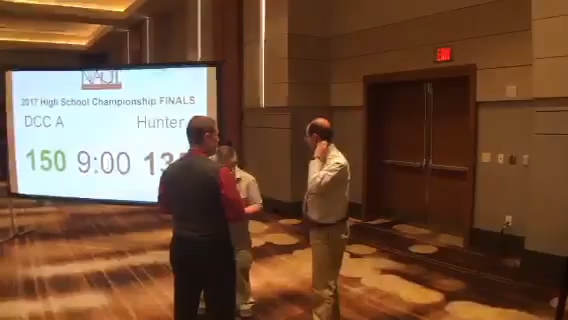 NAQT
2017 High School Championship FINALS
DCC A Hunter
150 9:00
EXIT